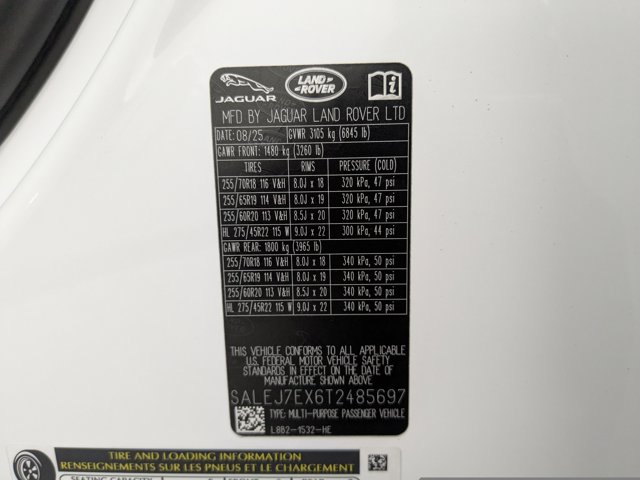 JAGUAR
LAND ROVER
MFD BY JAGUAR LAND ROVER LTD
DATE: 08/25 GVWR 3105 kg (6845 lb)
GAWR FRONT: 1480 kg (3260 lb)
TIRES RIMS PRESSURE (COLD)
255/70R18 116 V&H 8.0J x 18 320 kPa, 47 psi
255/65R19 114 V&H 8.0J x 19 320 kPa, 47 psi
255/60R20 113 V&H 8.5J x 20 320 kPa, 47 psi
HL 275/45R22 115 W 9.0J x 22 300 kPa, 44 psi
GAWR REAR: 1800 kg (3965 lb)
255/70R18 116 V&H 8.0J x 18 340 kPa, 50 psi
255/65R19 114 V&H 8.0J x 19 340 kPa, 50 psi
255/60R20 113 V&H 8.5J x 20 340 kPa, 50 psi
HL 275/45R22 115 W 9.0J x 22 340 kPa, 50 psi
THIS VEHICLE CONFORMS TO ALL APPLICABLE
U.S. FEDERAL MOTOR VEHICLE SAFETY
STANDARDS IN EFFECT ON THE DATE
OF MANUFACTURE SHOWN ABOVE.
SALEJ7EX6T2485697
TYPE: MULTI-PURPOSE PASSENGER VEHICLE
L8B2-1532-HE
TIRE AND LOADING INFORMATION
RENSEIGNEMENTS SUR LES PNEUS ET LE CHARGEMENT
SEATING CAPACITY